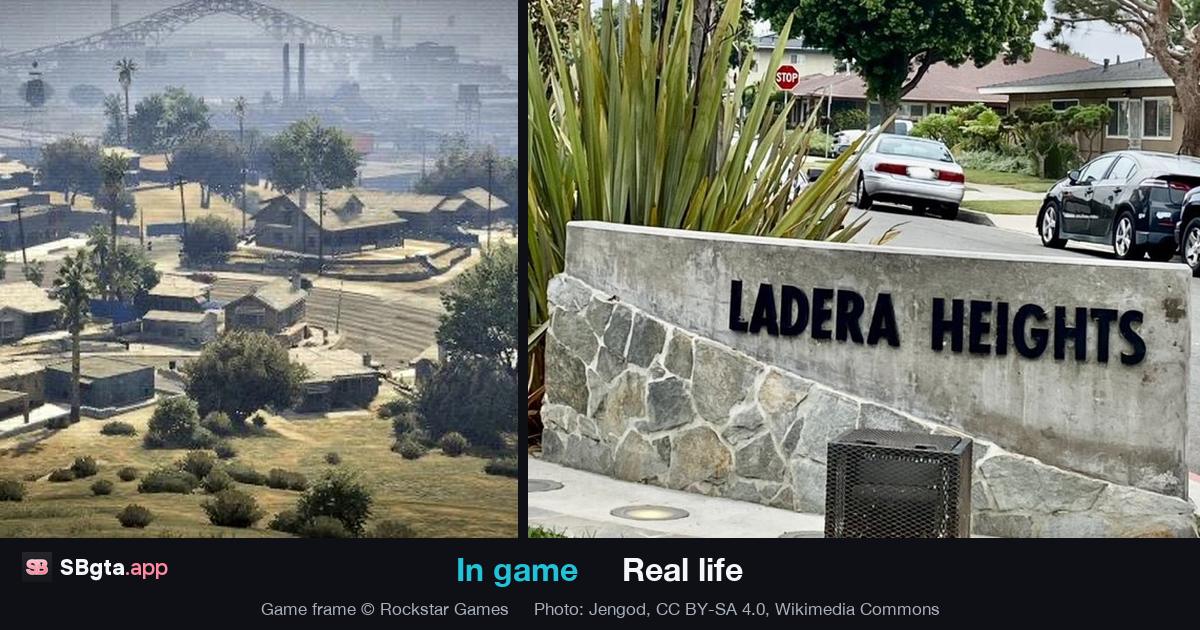 STOP
LADERA HEIGHTS
SB SBgta.app
In game Real life
Game frame © Rockstar Games Photo: Jengod, CC BY-SA 4.0, Wikimedia Commons